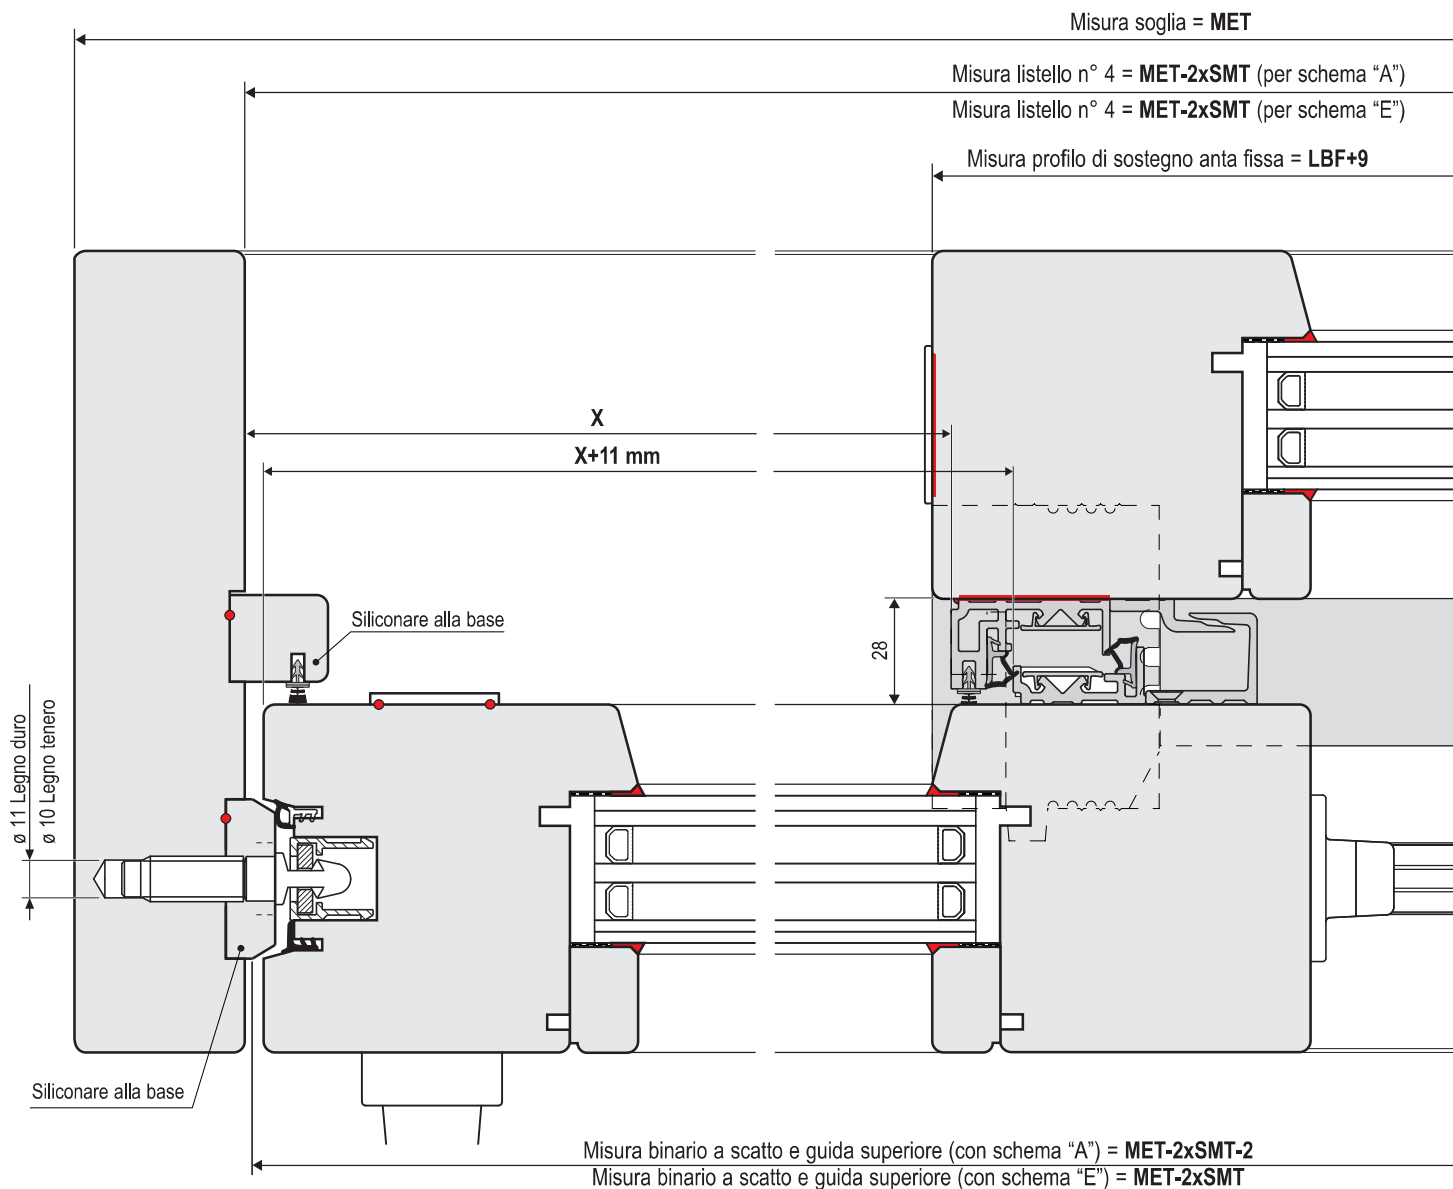 Misura soglia = MET
Misura listello n° 4 = MET-2xSMT (per schema “A”)
Misura listello n° 4 = MET-2xSMT (per schema “E”)
Misura profilo di sostegno anta fissa = LBF+9
X
X+11 mm
Siliconare alla base
28
ø 11 Legno duro
ø 10 Legno tenero
Siliconare alla base
Misura binario a scatto e guida superiore (con schema “A”) = MET-2xSMT-2
Misura binario a scatto e guida superiore (con schema “E”) = MET-2xSMT